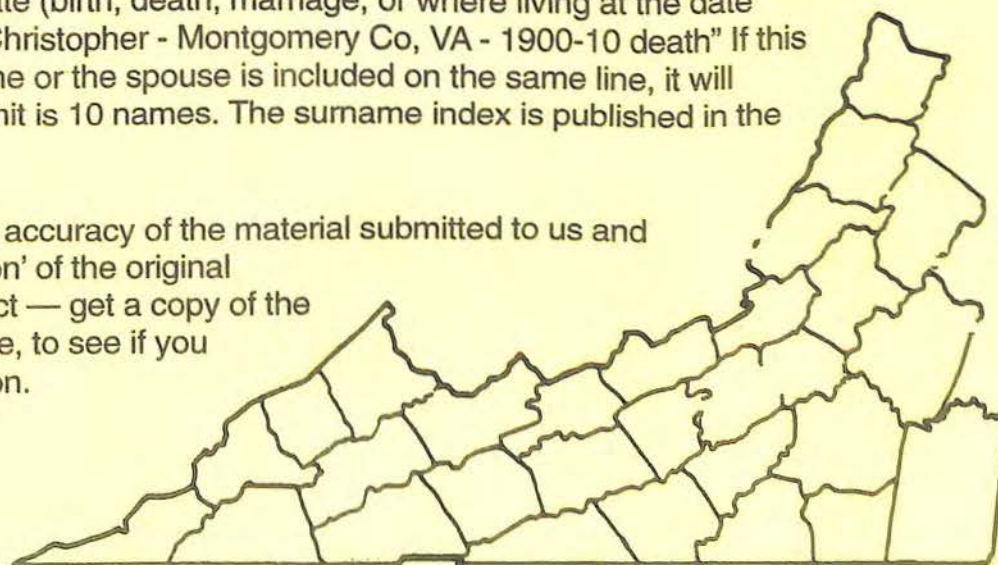 ate (birth, death, marriage, or where living at the date
Christopher - Montgomery Co, VA - 1900-10 death” If this
ne or the spouse is included on the same line, it will
nit is 10 names. The surname index is published in the
accuracy of the material submitted to us and
on’ of the original
ct — get a copy of the
e, to see if you
on.